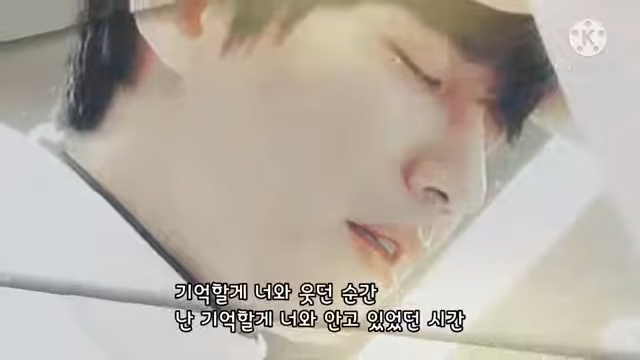 기억할게 너와 웃던 순간
난 기억할게 너와 안고 있었던 시간